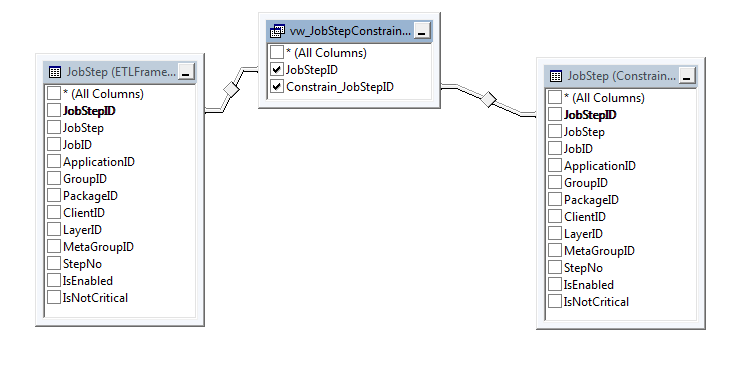 JobStep (ETLFrame...
* (All Columns)
JobStepID
JobStep
JobID
ApplicationID
GroupID
PackageID
ClientID
LayerID
MetaGroupID
StepNo
IsEnabled
IsNotCritical
vw_JobStepConstrain...
* (All Columns)
JobStepID
Constrain_JobStepID
JobStep (Constrain...
* (All Columns)
JobStepID
JobStep
JobID
ApplicationID
GroupID
PackageID
ClientID
LayerID
MetaGroupID
StepNo
IsEnabled
IsNotCritical